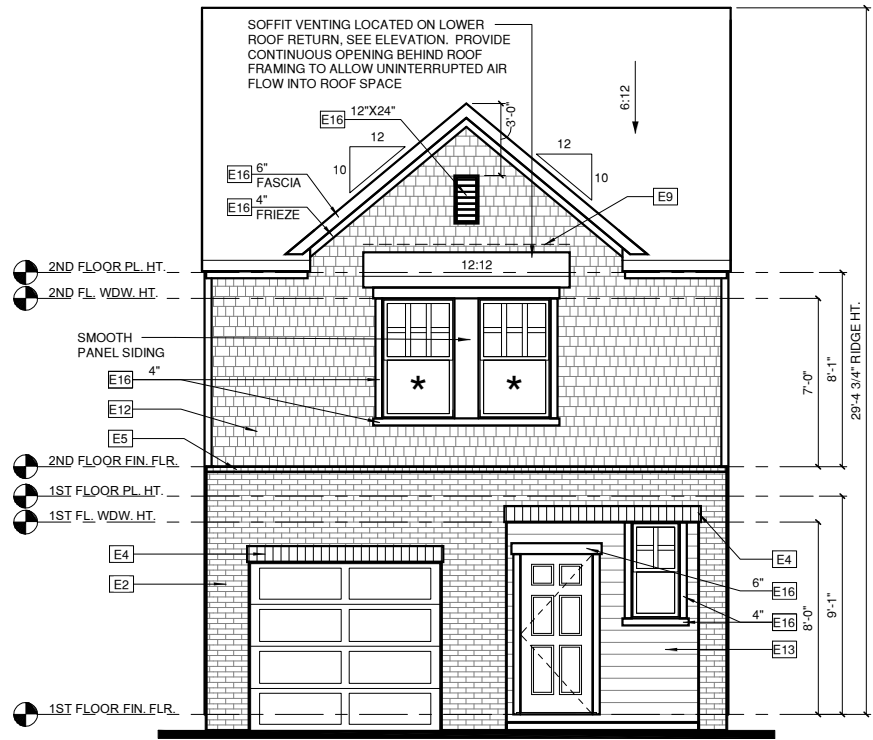 SOFFIT VENTING LOCATED ON LOWER
ROOF RETURN, SEE ELEVATION. PROVIDE
CONTINUOUS OPENING BEHIND ROOF
FRAMING TO ALLOW UNINTERRUPTED AIR
FLOW INTO ROOF SPACE
6:12
E16 12"X24"
3'-0"
12
10
12
10
E16 6"
FASCIA
E16 4"
FRIEZE
E9
12:12
2ND FLOOR PL. HT.
2ND FL. WDW. HT.
SMOOTH
PANEL SIDING
E16 4"
* *
E12
E5
2ND FLOOR FIN. FLR.
1ST FLOOR PL. HT.
1ST FL. WDW. HT.
E4
E2
E4
6"
E16
4"
E16
E13
1ST FLOOR FIN. FLR.
7'-0"
8'-1"
29'-4 3/4" RIDGE HT.
8'-0"
9'-1"